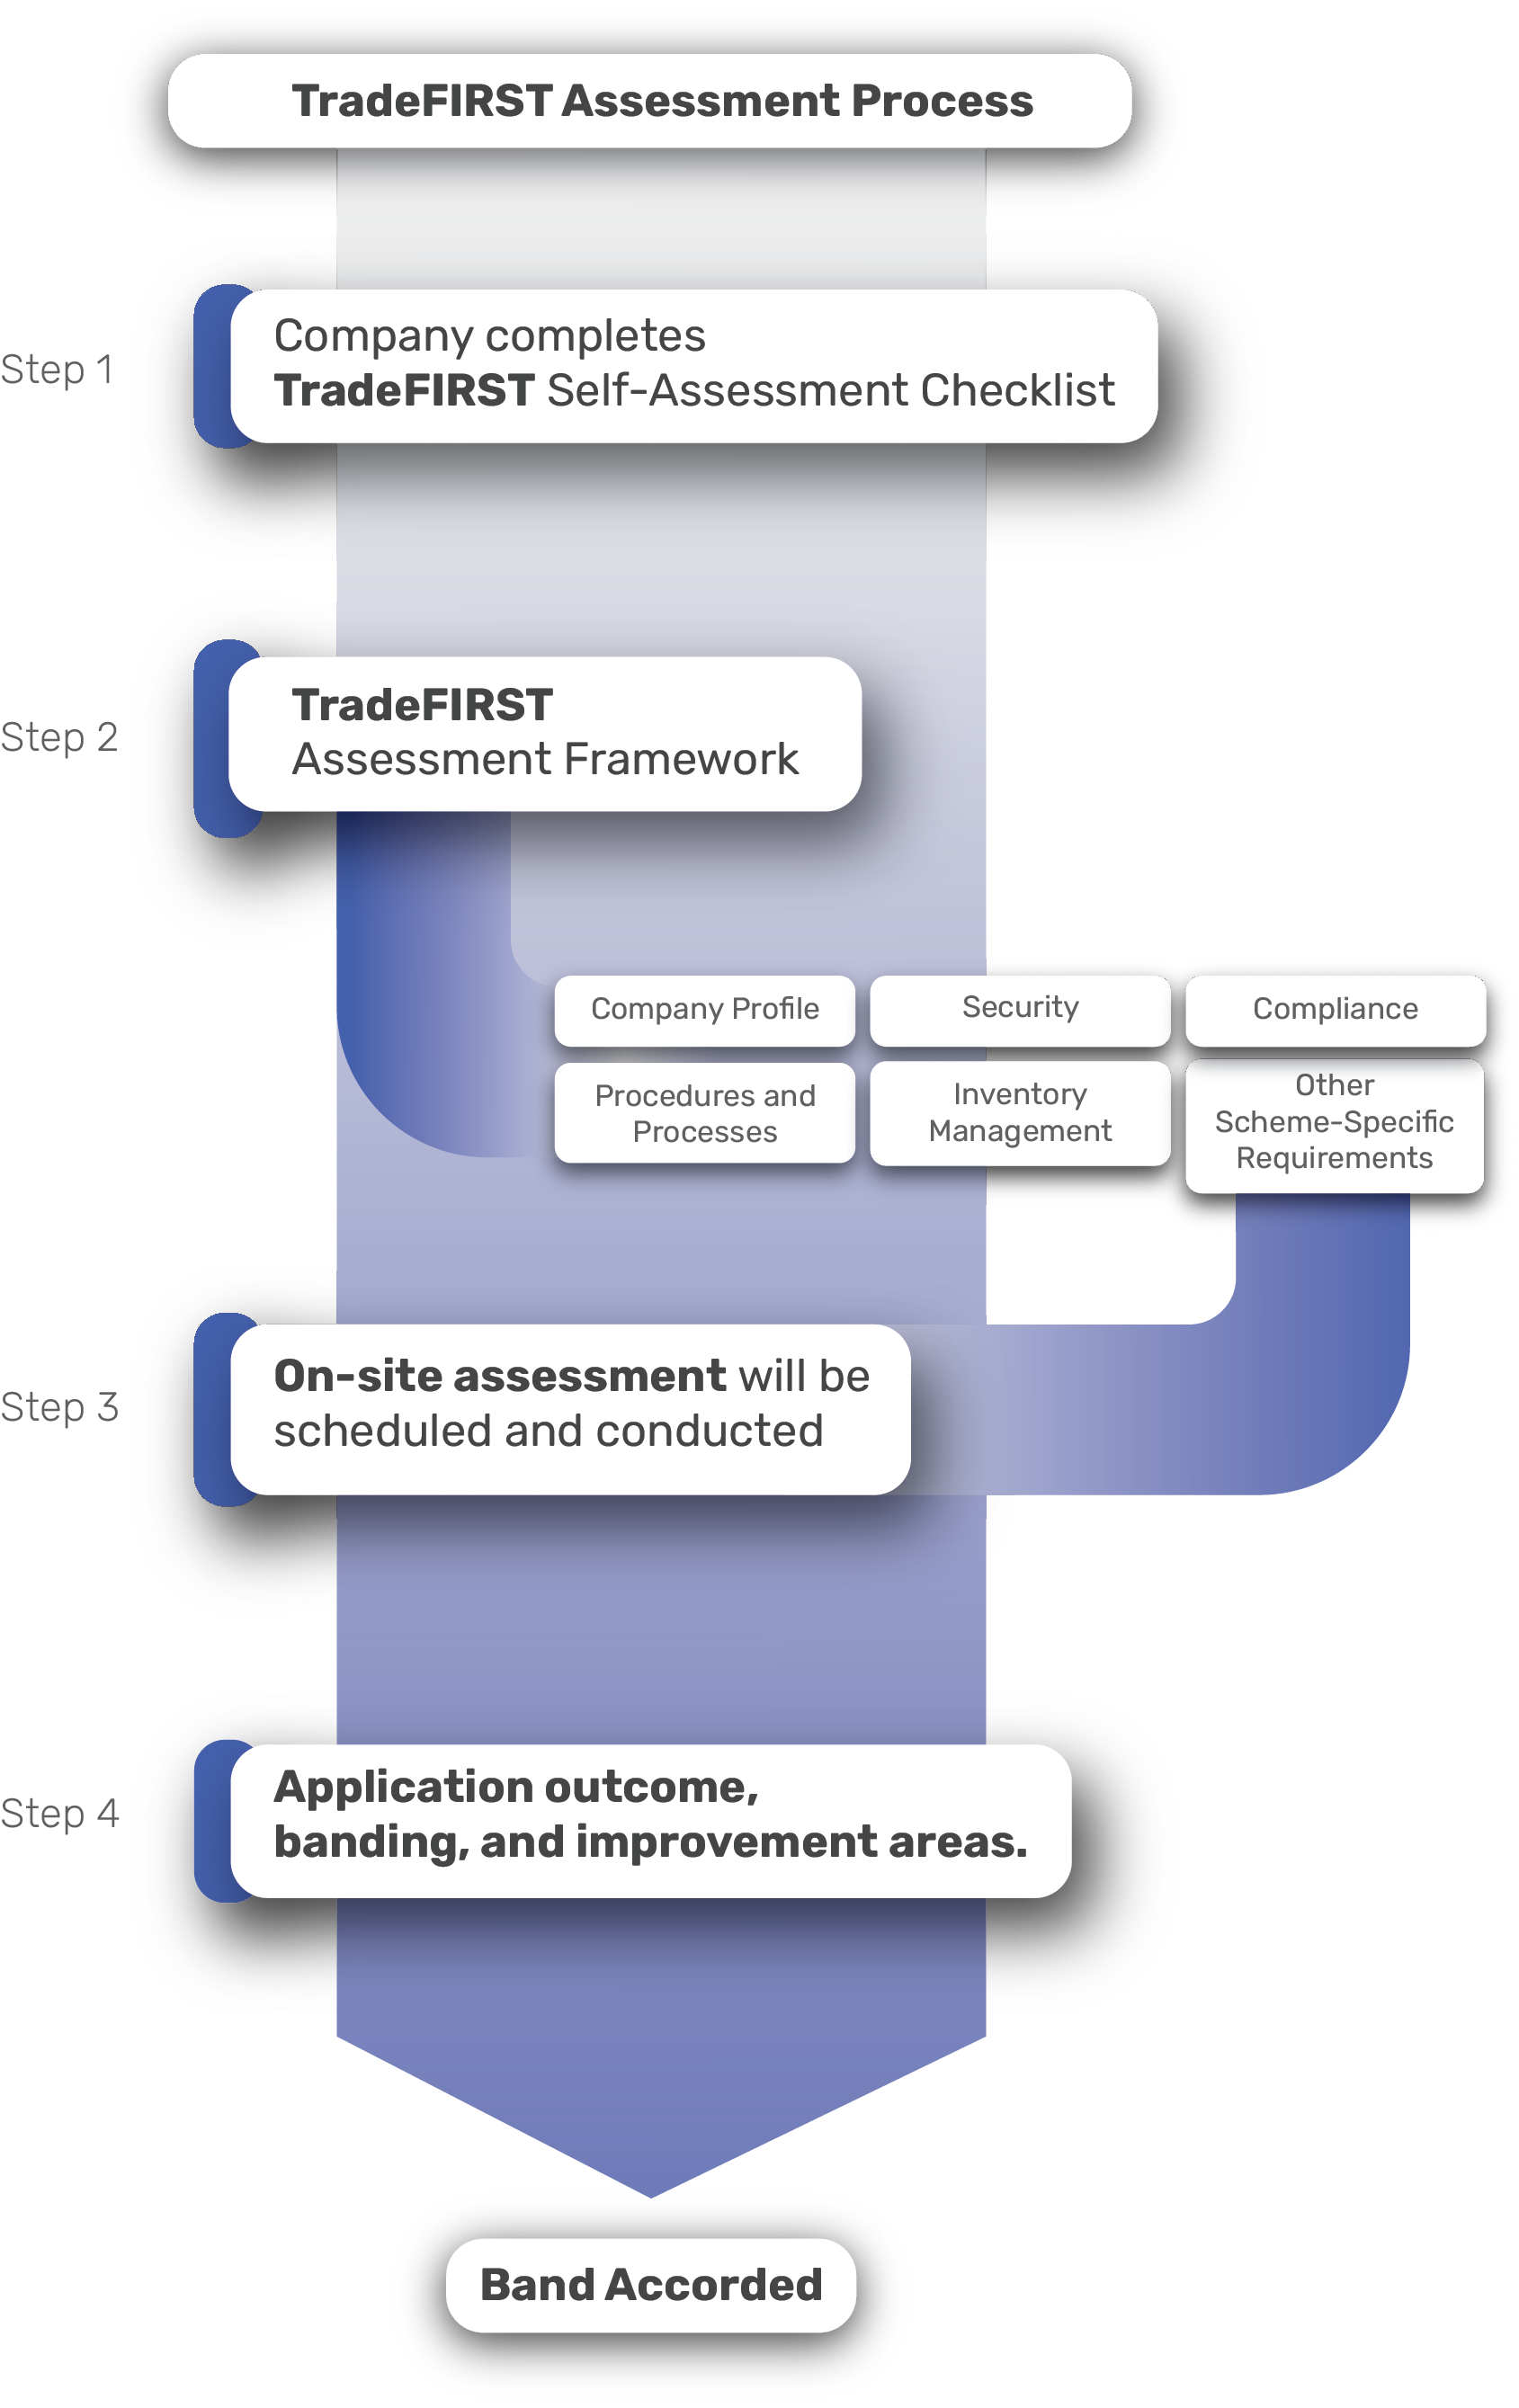 TradeFIRST Assessment Process
Step 1
Company completes
TradeFIRST Self-Assessment Checklist
Step 2
TradeFIRST
Assessment Framework
Company Profile
Security
Compliance
Procedures and
Processes
Inventory
Management
Other
Scheme-Specific
Requirements
Step 3
On-site assessment will be
scheduled and conducted
Step 4
Application outcome,
banding, and improvement areas.
Band Accorded